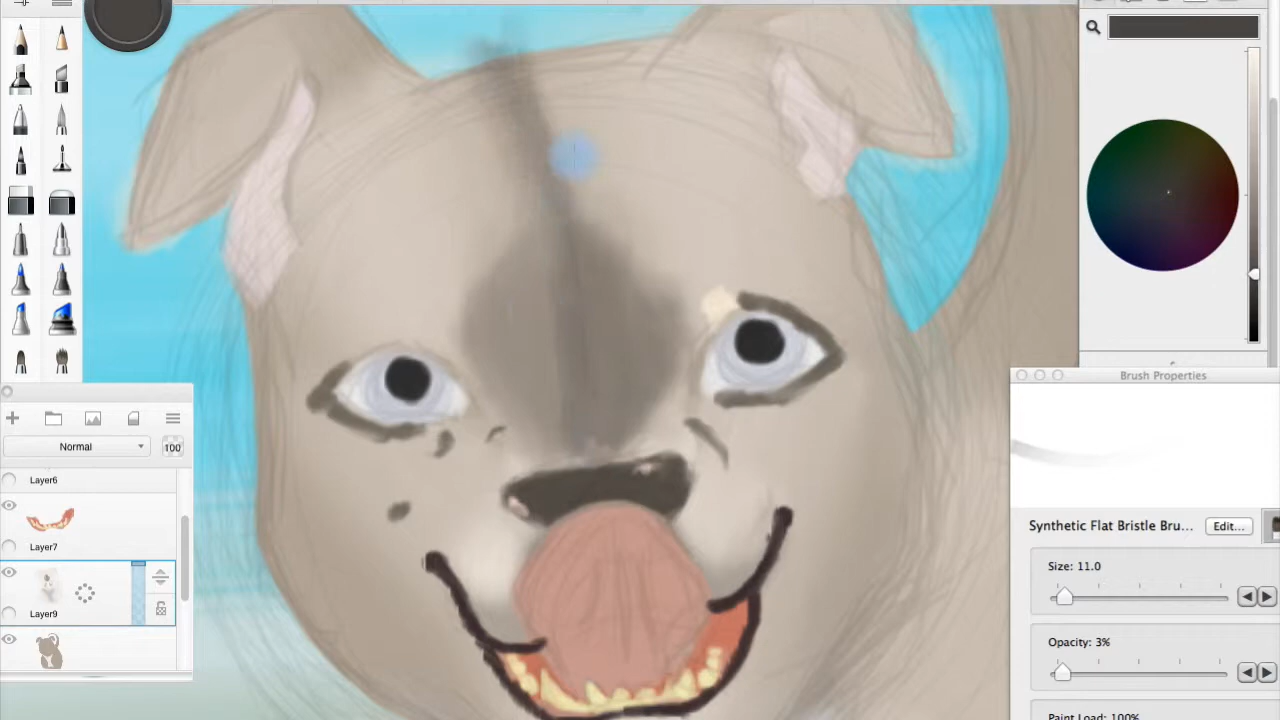 Normal
100
Layer6
Layer7
Layer9
Brush Properties
Synthetic Flat Bristle Bru... Edit...
Size: 11.0
Opacity: 3%
Paint Load: 100%